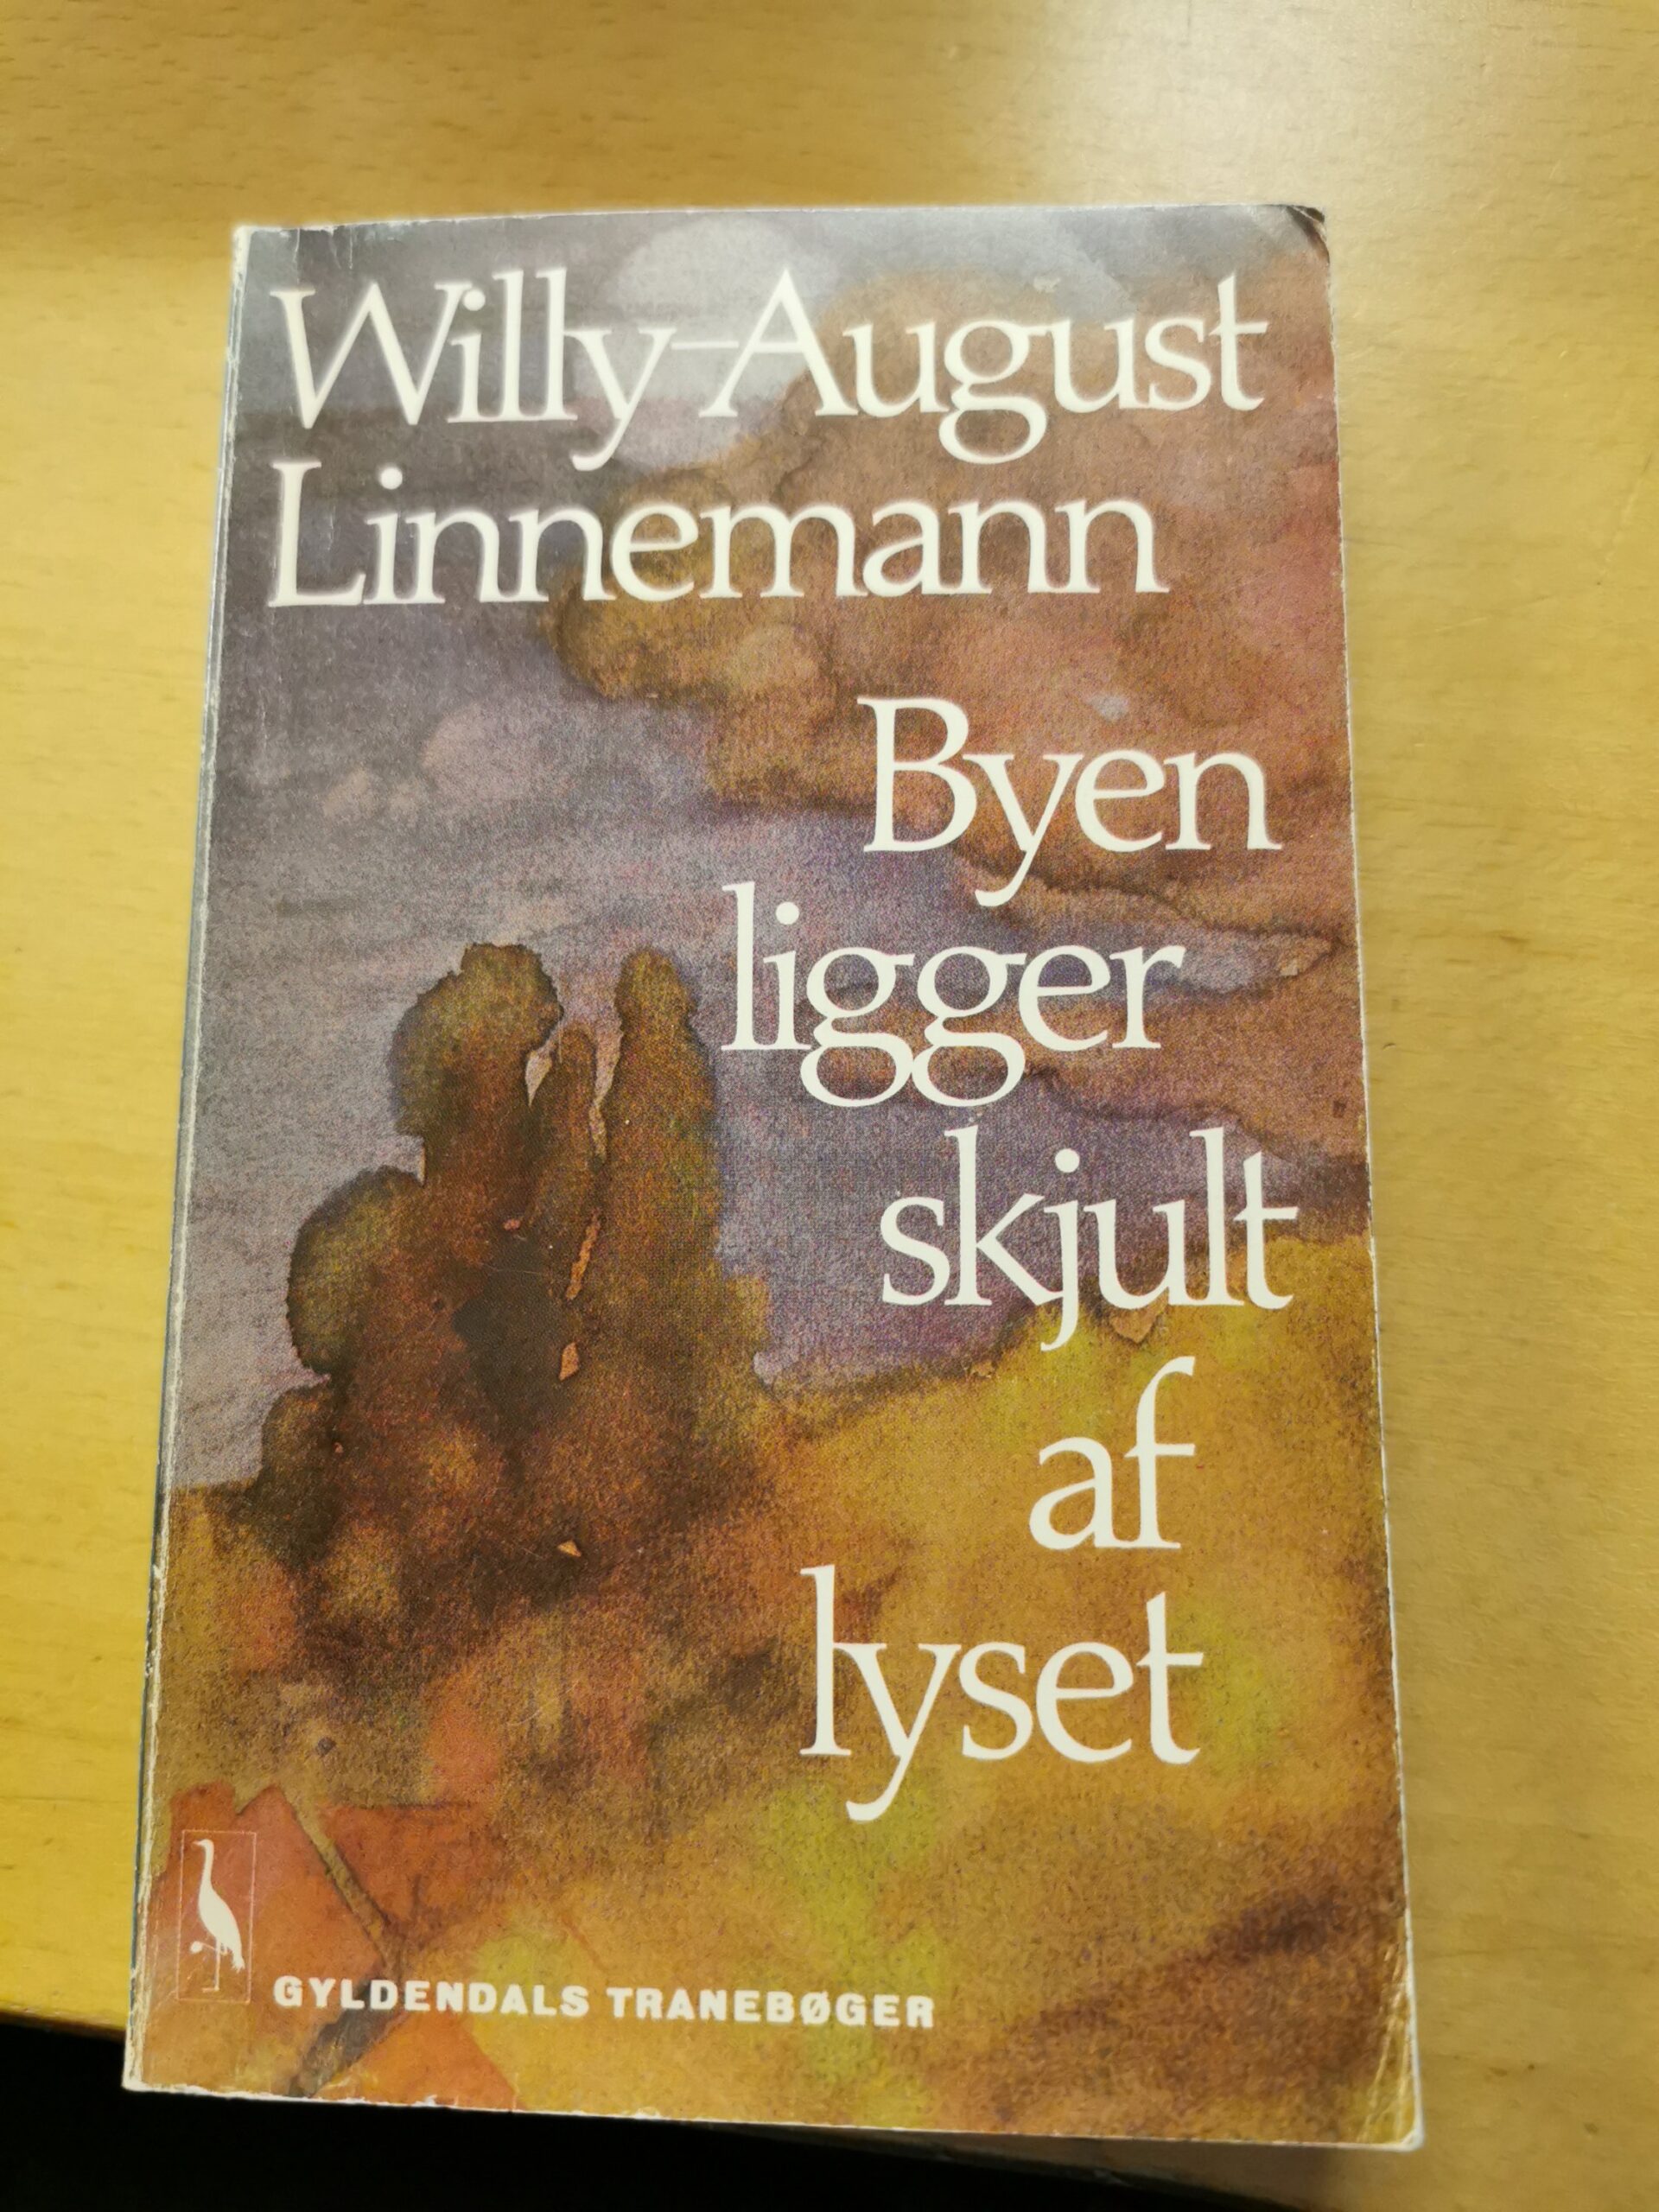 Willy-August
Linnemann
Byen
ligger
skjult
af
lyset
GYLDENDALS TRANEBØGER